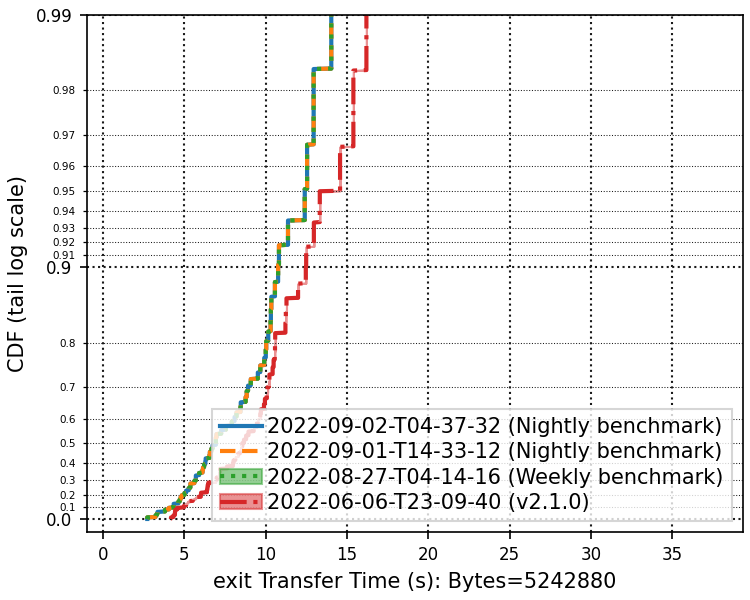 0.99
0.98
0.97
0.96
0.95
0.94
0.93
0.92
0.91
0.9
0.8
0.7
0.6
0.5
0.4
0.3
0.2
0.1
0.0
CDF (tail log scale)
2022-09-02-T04-37-32 (Nightly benchmark)
2022-09-01-T14-33-12 (Nightly benchmark)
2022-08-27-T04-14-16 (Weekly benchmark)
2022-06-06-T23-09-40 (v2.1.0)
0 5 10 15 20 25 30 35
exit Transfer Time (s): Bytes=5242880